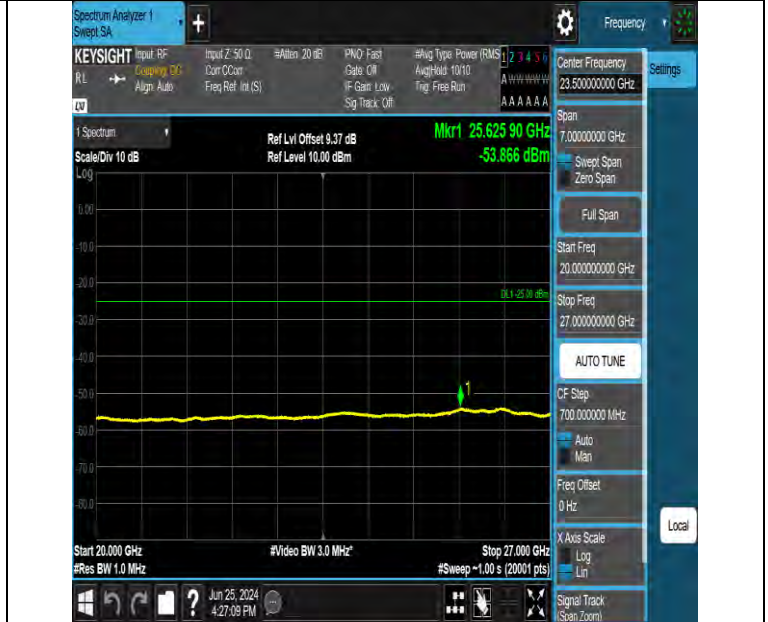 Spectrum Analyzer 1
Swept SA
+
Frequency
KEYSIGHT
RL
Input: RF
Coupling: DC
Align: Auto
Input Z: 50 Ω
Corr CCorr
Freq Ref: Int (S)
#Atten: 20 dB
PNO: Fast
Gate: Off
IF Gain: Low
Sig Track: Off
#Avg Type: Power (RMS
Avg|Hold: 10/10
Trig: Free Run
1 2 3 4 5 6
A W W W W W
A A A A A A
1 Spectrum
Scale/Div 10 dB
Ref Lvl Offset 9.37 dB
Ref Level 10.00 dBm
Mkr1 25.625 90 GHz
-53.866 dBm
Log
0.00
-10.0
-20.0
-30.0
-40.0
-50.0
-60.0
-70.0
-80.0
DL1 -25.00 dBm
1
Start 20.000 GHz
#Res BW 1.0 MHz
#Video BW 3.0 MHz*
Stop 27.000 GHz
#Sweep ~1.00 s (20001 pts)
Jun 25, 2024
4:27:09 PM
Center Frequency
23.500000000 GHz
Settings
Span
7.00000000 GHz
Swept Span
Zero Span
Full Span
Start Freq
20.000000000 GHz
Stop Freq
27.000000000 GHz
AUTO TUNE
CF Step
700.000000 MHz
Auto
Man
Freq Offset
0 Hz
X Axis Scale
Log
Lin
Local
Signal Track
(Span Zoom)